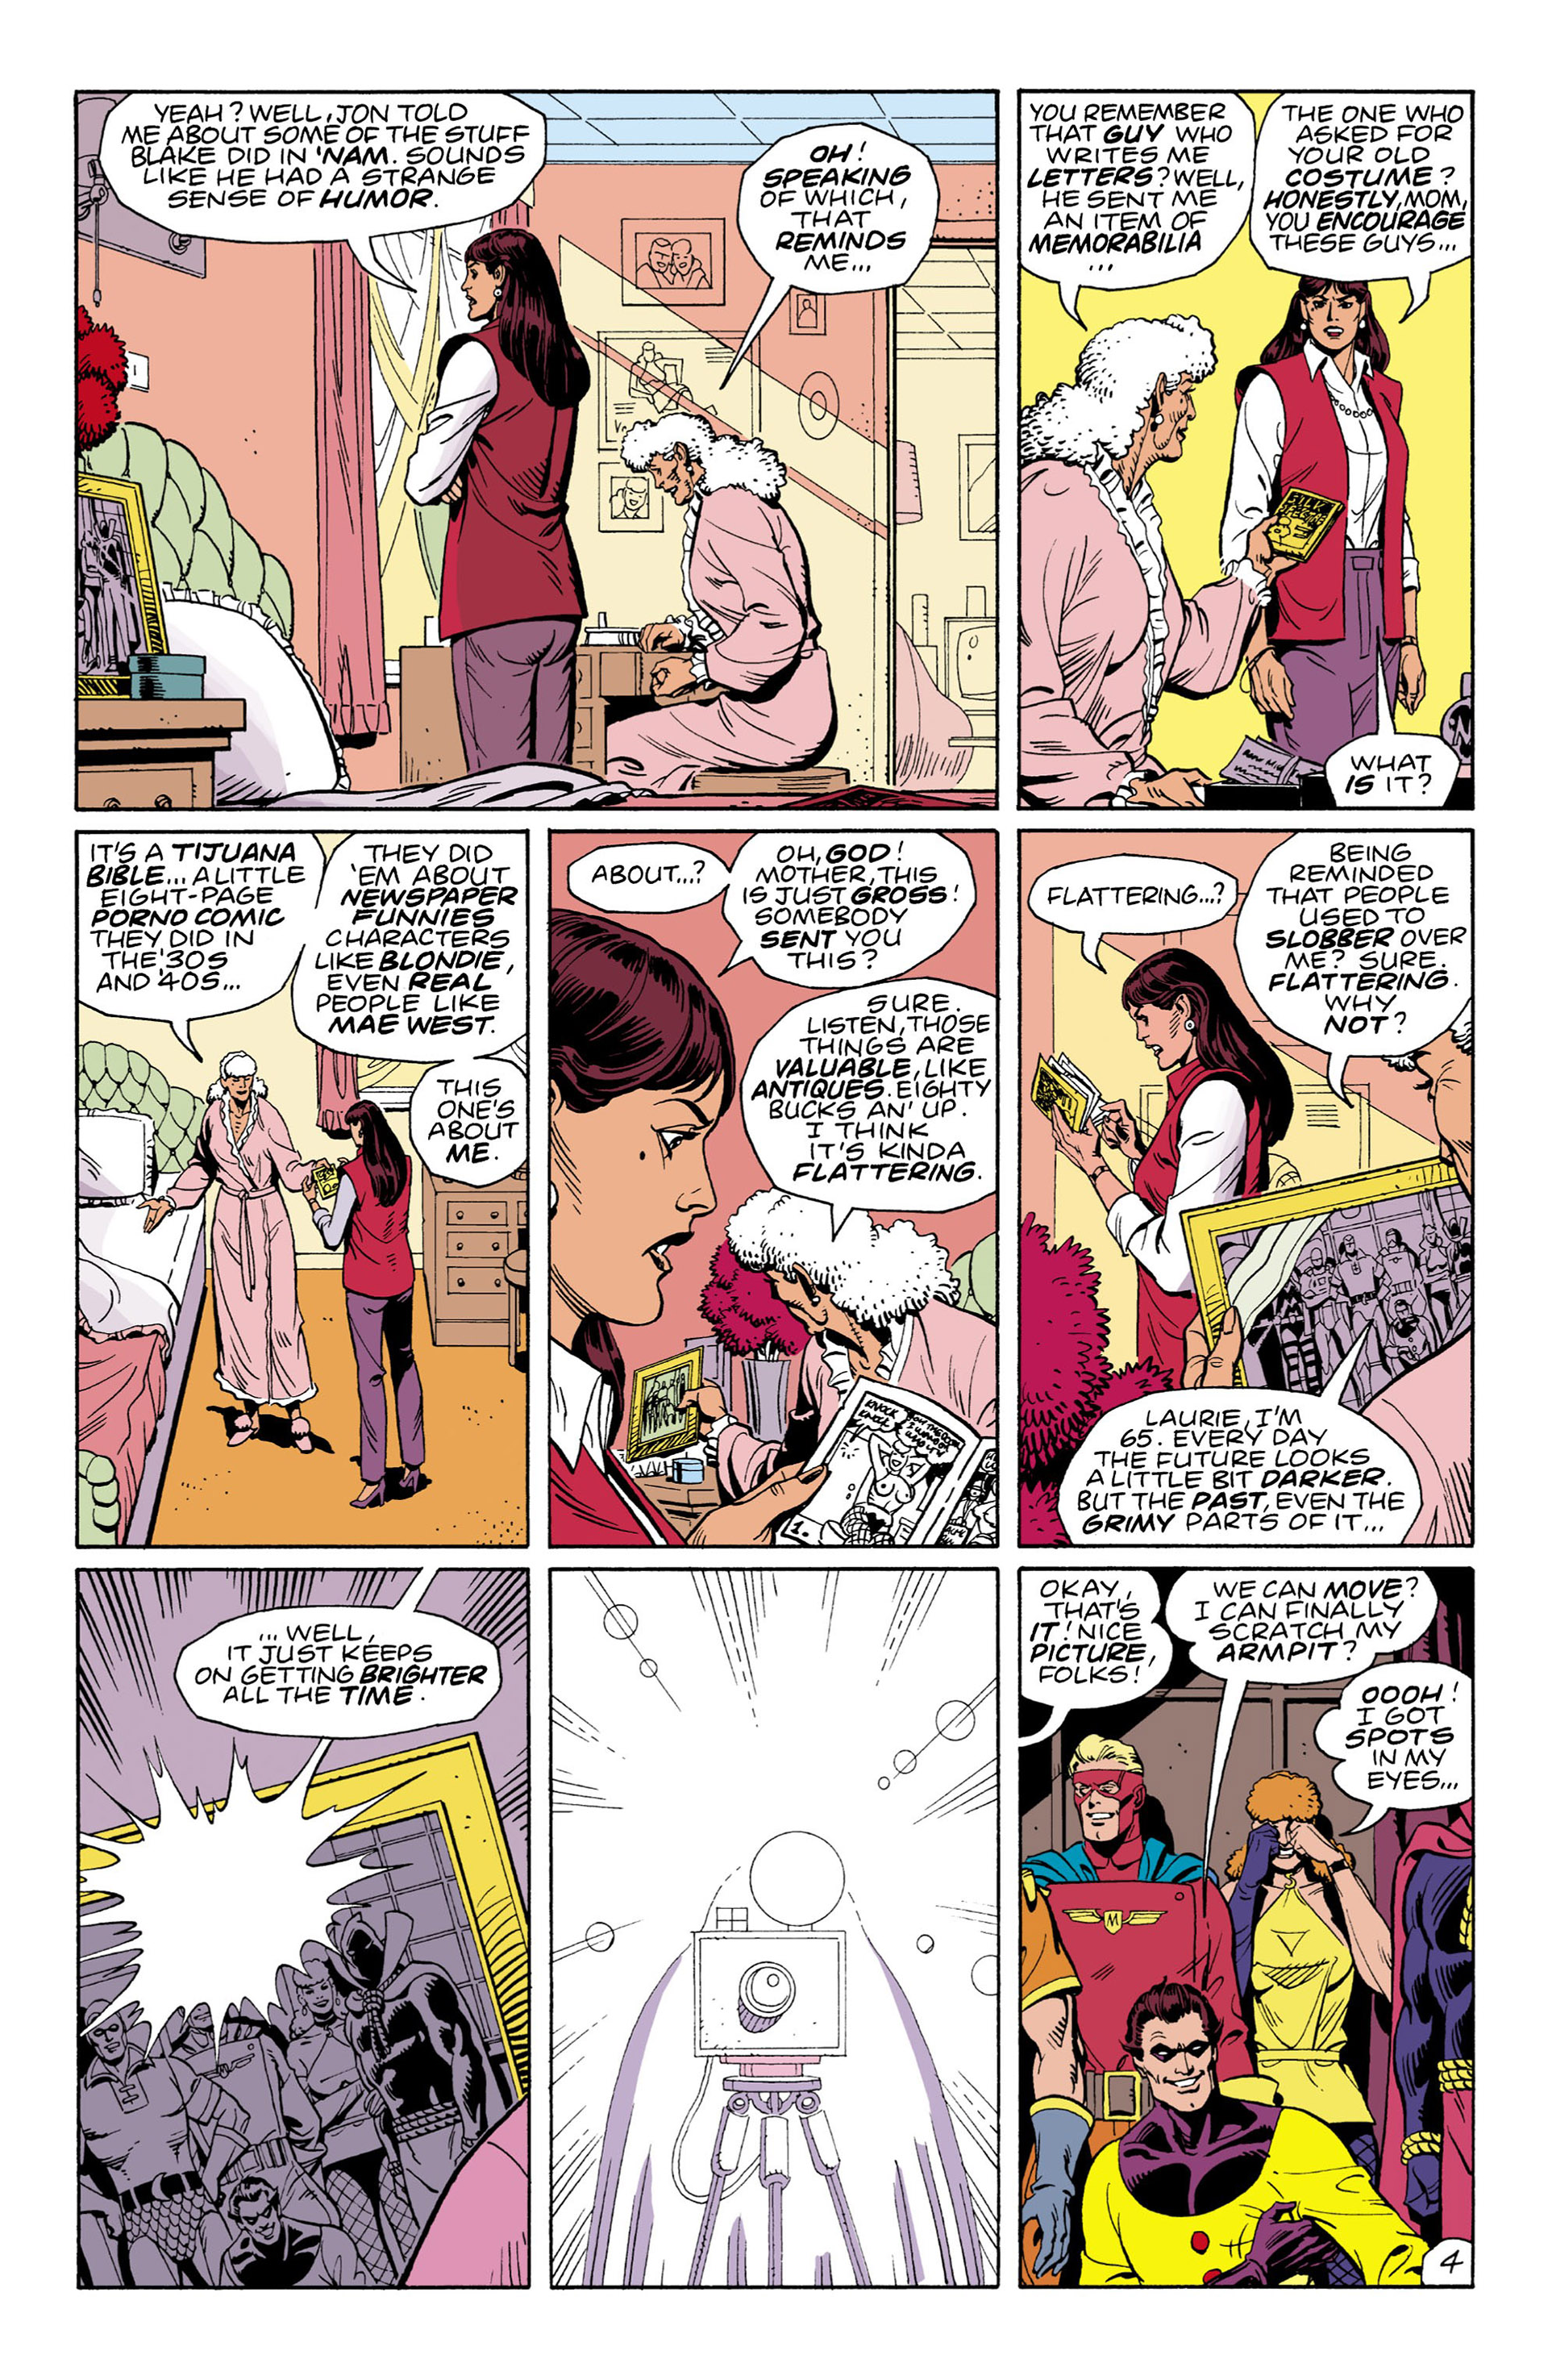 YEAH? WELL, JON TOLD
ME ABOUT SOME OF THE STUFF
BLAKE DID IN 'NAM. SOUNDS
LIKE HE HAD A STRANGE
SENSE OF HUMOR.
OH!
SPEAKING
OF WHICH,
THAT
REMINDS
ME...
YOU REMEMBER
THAT GUY WHO
WRITES ME
LETTERS? WELL,
HE SENT ME
AN ITEM OF
MEMORABILIA
...
THE ONE WHO
ASKED FOR
YOUR OLD
COSTUME?
HONESTLY, MOM,
YOU ENCOURAGE
THESE GUYS...
WHAT
IS IT?
IT'S A TIJUANA
BIBLE... A LITTLE
EIGHT-PAGE
PORNO COMIC
THEY DID IN
THE '30S
AND '40S...
THEY DID
'EM ABOUT
NEWSPAPER
FUNNIES
CHARACTERS
LIKE BLONDIE,
EVEN REAL
PEOPLE LIKE
MAE WEST.
THIS
ONE'S
ABOUT
ME.
ABOUT...?
OH, GOD!
MOTHER, THIS
IS JUST GROSS!
SOMEBODY
SENT YOU
THIS?
SURE.
LISTEN, THOSE
THINGS ARE
VALUABLE, LIKE
ANTIQUES. EIGHTY
BUCKS AN' UP.
I THINK
IT'S KINDA
FLATTERING.
KNOCK
KNOCK
1.
FLATTERING...?
BEING
REMINDED
THAT PEOPLE
USED TO
SLOBBER OVER
ME? SURE.
FLATTERING.
WHY
NOT?
LAURIE, I'M
65. EVERY DAY
THE FUTURE LOOKS
A LITTLE BIT DARKER.
BUT THE PAST, EVEN THE
GRIMY PARTS OF IT...
...WELL,
IT JUST KEEPS
ON GETTING BRIGHTER
ALL THE TIME.
OKAY,
THAT'S
IT! NICE
PICTURE,
FOLKS!
WE CAN MOVE?
I CAN FINALLY
SCRATCH MY
ARMPIT?
OOOH!
I GOT
SPOTS
IN MY
EYES...
M
4